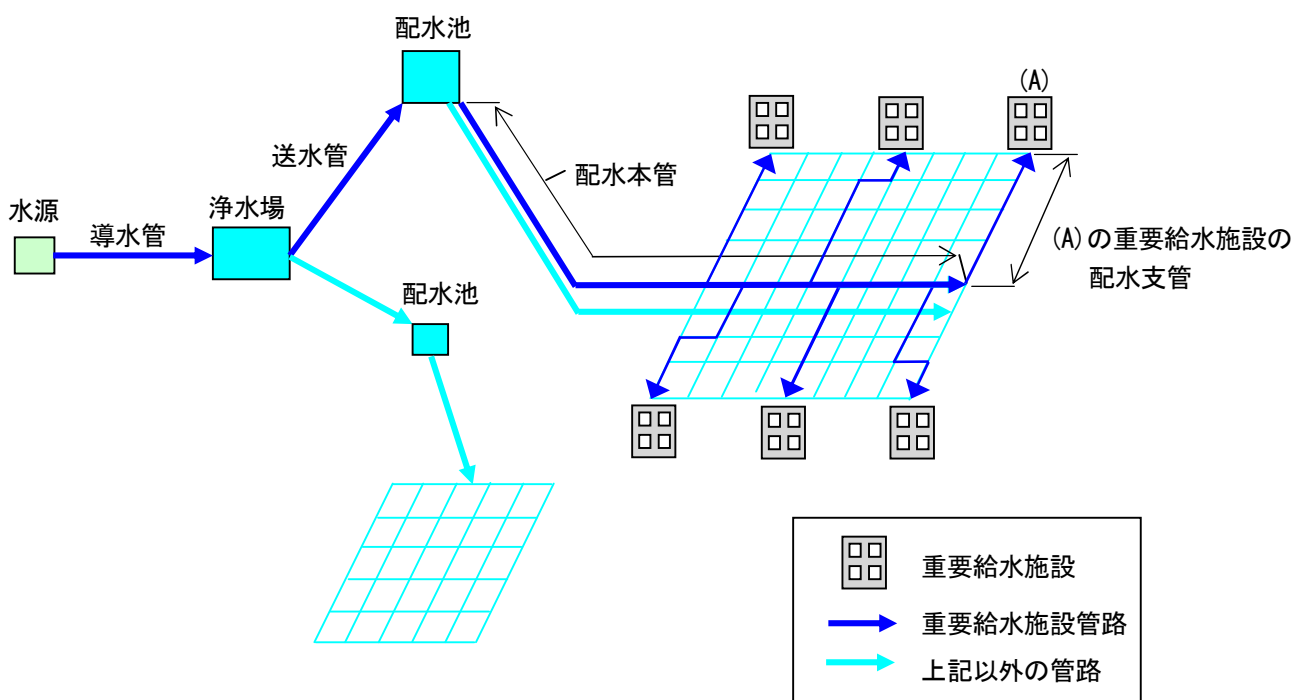 配水池
(A)
送水管
配水本管
水源
浄水場
導水管
(A)の重要給水施設の
配水支管
配水池
重要給水施設
重要給水施設管路
上記以外の管路